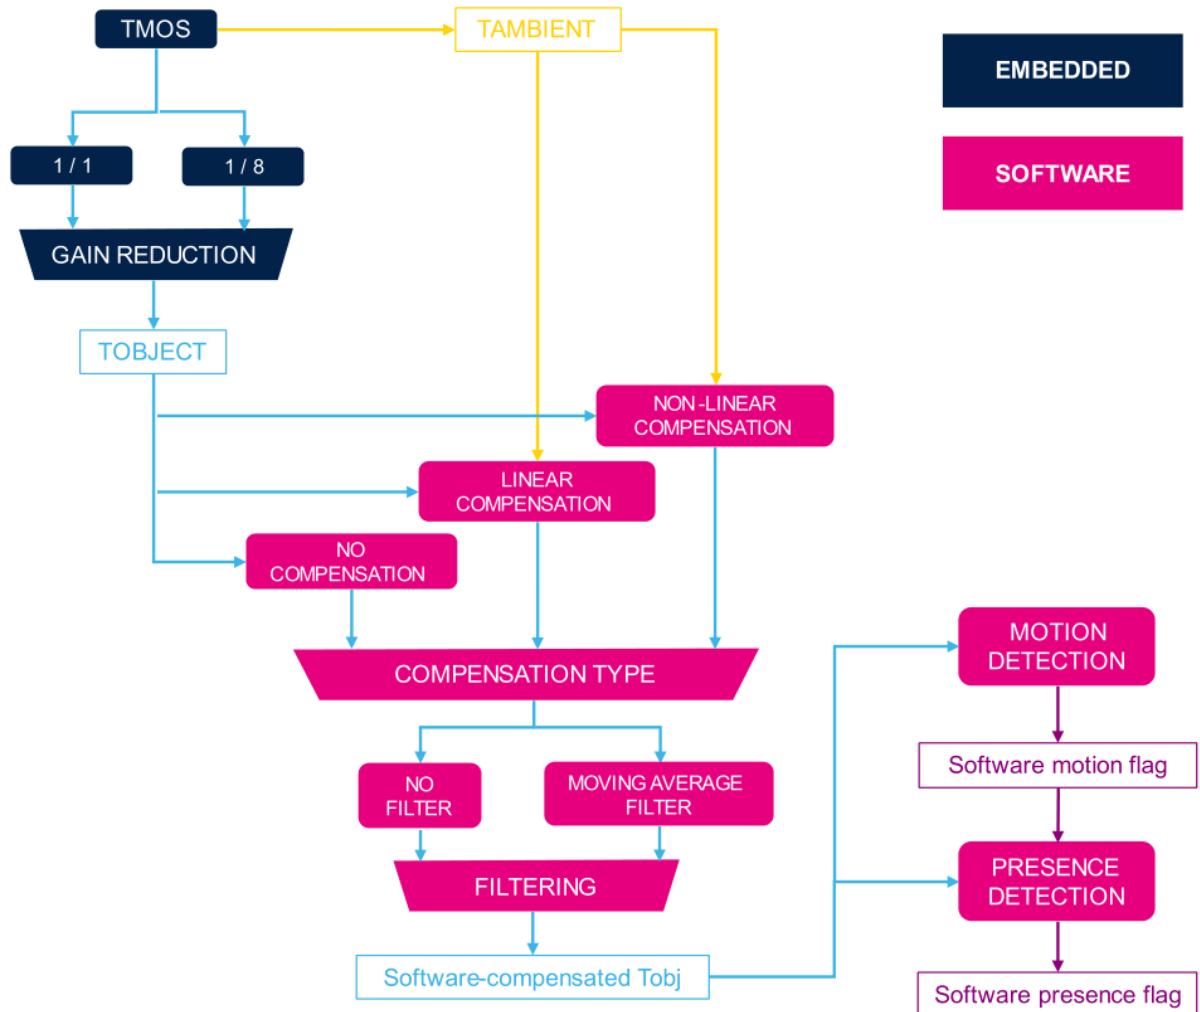 TMOS
TAMBIENT
EMBEDDED
SOFTWARE
1 / 1
1 / 8
GAIN REDUCTION
TOBJECT
NON-LINEAR
COMPENSATION
LINEAR
COMPENSATION
NO
COMPENSATION
COMPENSATION TYPE
NO
FILTER
MOVING AVERAGE
FILTER
FILTERING
Software-compensated Tobj
MOTION
DETECTION
Software motion flag
PRESENCE
DETECTION
Software presence flag